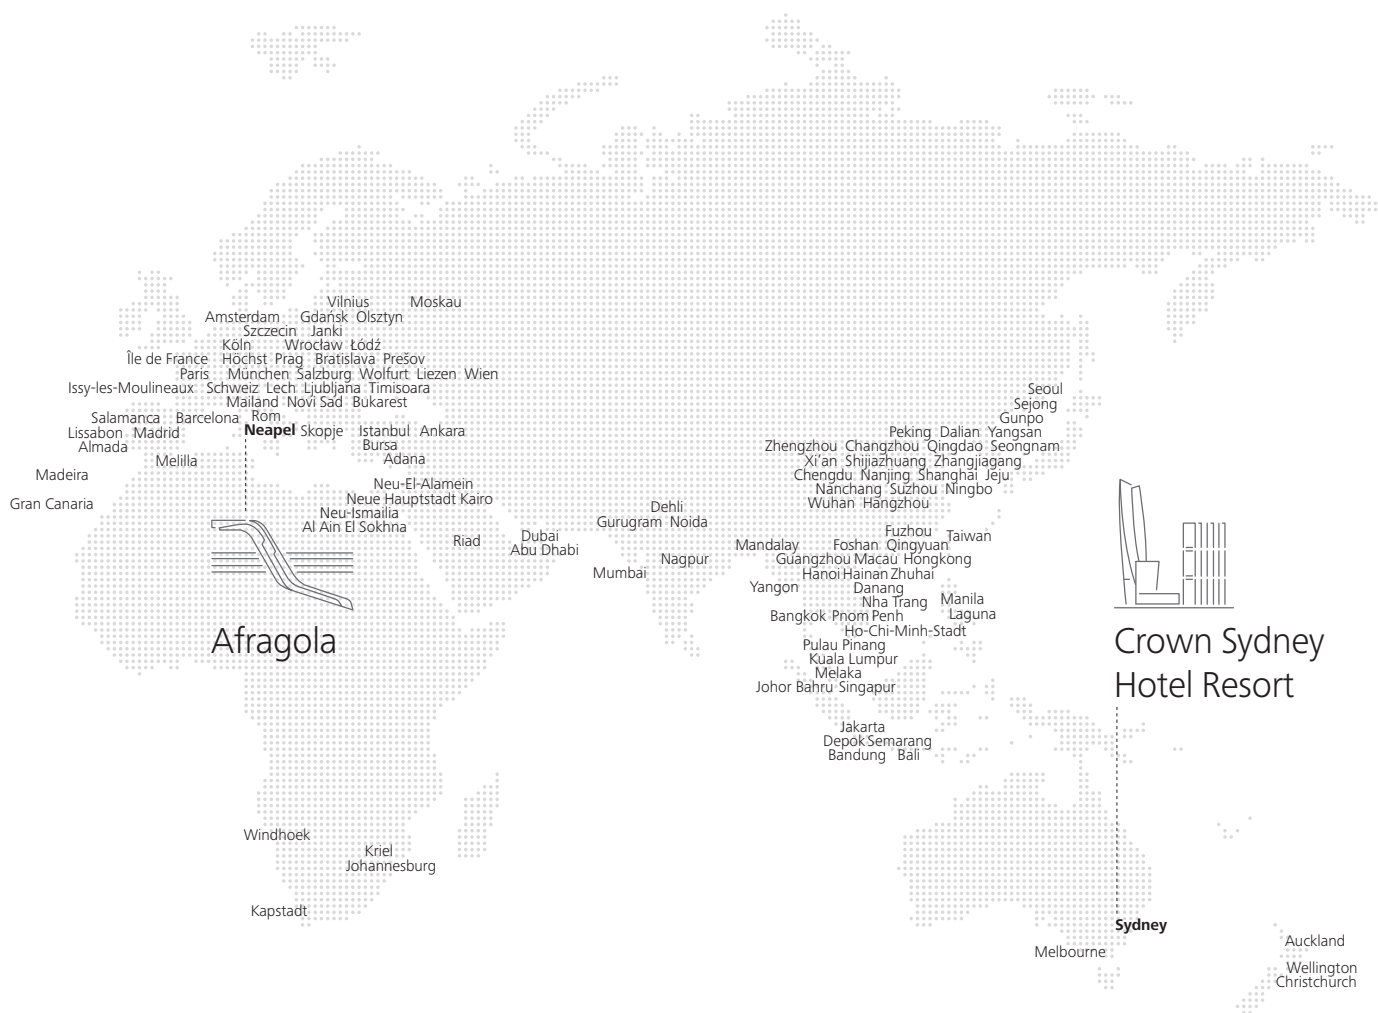 Vilnius Moskau
Amsterdam Gdańsk Olsztyn
Szczecin Janki
Köln Wrocław Łódź
Île de France Höchst Prag Bratislava Prešov
Paris München Salzburg Wolfurt Liezen Wien
Issy-les-Moulineaux Schweiz Lech Ljubljana Timisoara
Mailand Novi Sad Bukarest
Salamanca Barcelona Rom
Neapel Skopje Istanbul Ankara
Lissabon Madrid
Bursa
Almada
Adana
Melilla
Madeira
Gran Canaria
Neu-El-Alamein
Neue Hauptstadt Kairo
Neu-Ismailia
Al Ain El Sokhna
Riad
Dubai
Abu Dhabi
Dehli
Gurugram Noida
Nagpur
Mumbai
Seoul
Sejong
Gunpo
Peking Dalian Yangsan
Zhengzhou Changzhou Qingdao Seongnam
Xi’an Shijiazhuang Zhangjiagang
Chengdu Nanjing Shanghai Jeju
Nanchang Suzhou Ningbo
Wuhan Hangzhou
Fuzhou
Taiwan
Mandalay Foshan Qingyuan
Guangzhou Macau Hongkong
Hanoi Hainan Zhuhai
Yangon Danang
Nha Trang Manila
Laguna
Bangkok Pnom Penh
Ho-Chi-Minh-Stadt
Pulau Pinang
Kuala Lumpur
Melaka
Johor Bahru Singapur
Jakarta
Depok Semarang
Bandung Bali
Afragola
Crown Sydney
Hotel Resort
Windhoek
Kriel
Johannesburg
Kapstadt
Sydney
Melbourne
Auckland
Wellington
Christchurch